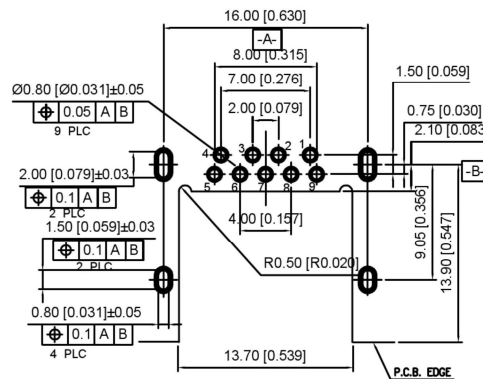 16.00 [0.630]
-A-
8.00 [0.315]
7.00 [0.276]
1.50 [0.059]
Ø0.80 [Ø0.031]±0.05
2.00 [0.079]
0.75 [0.030]
⌖ 0.05 A B
2.10 [0.083
9 PLC
4 3 2 1
-B-
2.00 [0.079]±0.03
5 6 7 8 9
⌖ 0.1 A B
2 PLC
4.00 [0.157]
9.05 [0.356]
13.90 [0.547]
1.50 [0.059]±0.03
⌖ 0.1 A B
2 PLC
R0.50 [R0.020]
0.80 [0.031]±0.05
⌖ 0.1 A B
4 PLC
13.70 [0.539]
P.C.B. EDGE